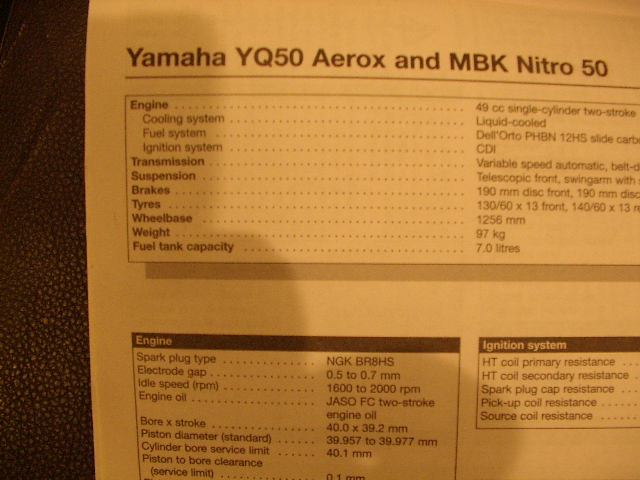 Yamaha YQ50 Aerox and MBK Nitro 50
Engine 49 cc single-cylinder two-stroke
Cooling system Liquid-cooled
Fuel system Dell'Orto PHBN 12HS slide carb
Ignition system CDI
Transmission Variable speed automatic, belt-d
Suspension Telescopic front, swingarm with
Brakes 190 mm disc front, 190 mm disc
Tyres 130/60 x 13 front, 140/60 x 13 r
Wheelbase 1256 mm
Weight 97 kg
Fuel tank capacity 7.0 litres
Engine
Spark plug type NGK BR8HS
Electrode gap 0.5 to 0.7 mm
Idle speed (rpm) 1600 to 2000 rpm
Engine oil JASO FC two-stroke
engine oil
Bore x stroke 40.0 x 39.2 mm
Piston diameter (standard) 39.957 to 39.977 mm
Cylinder bore service limit 40.1 mm
Piston to bore clearance
(service limit) 0.1 mm
Ignition system
HT coil primary resistance
HT coil secondary resistance
Spark plug cap resistance
Pick-up coil resistance
Source coil resistance